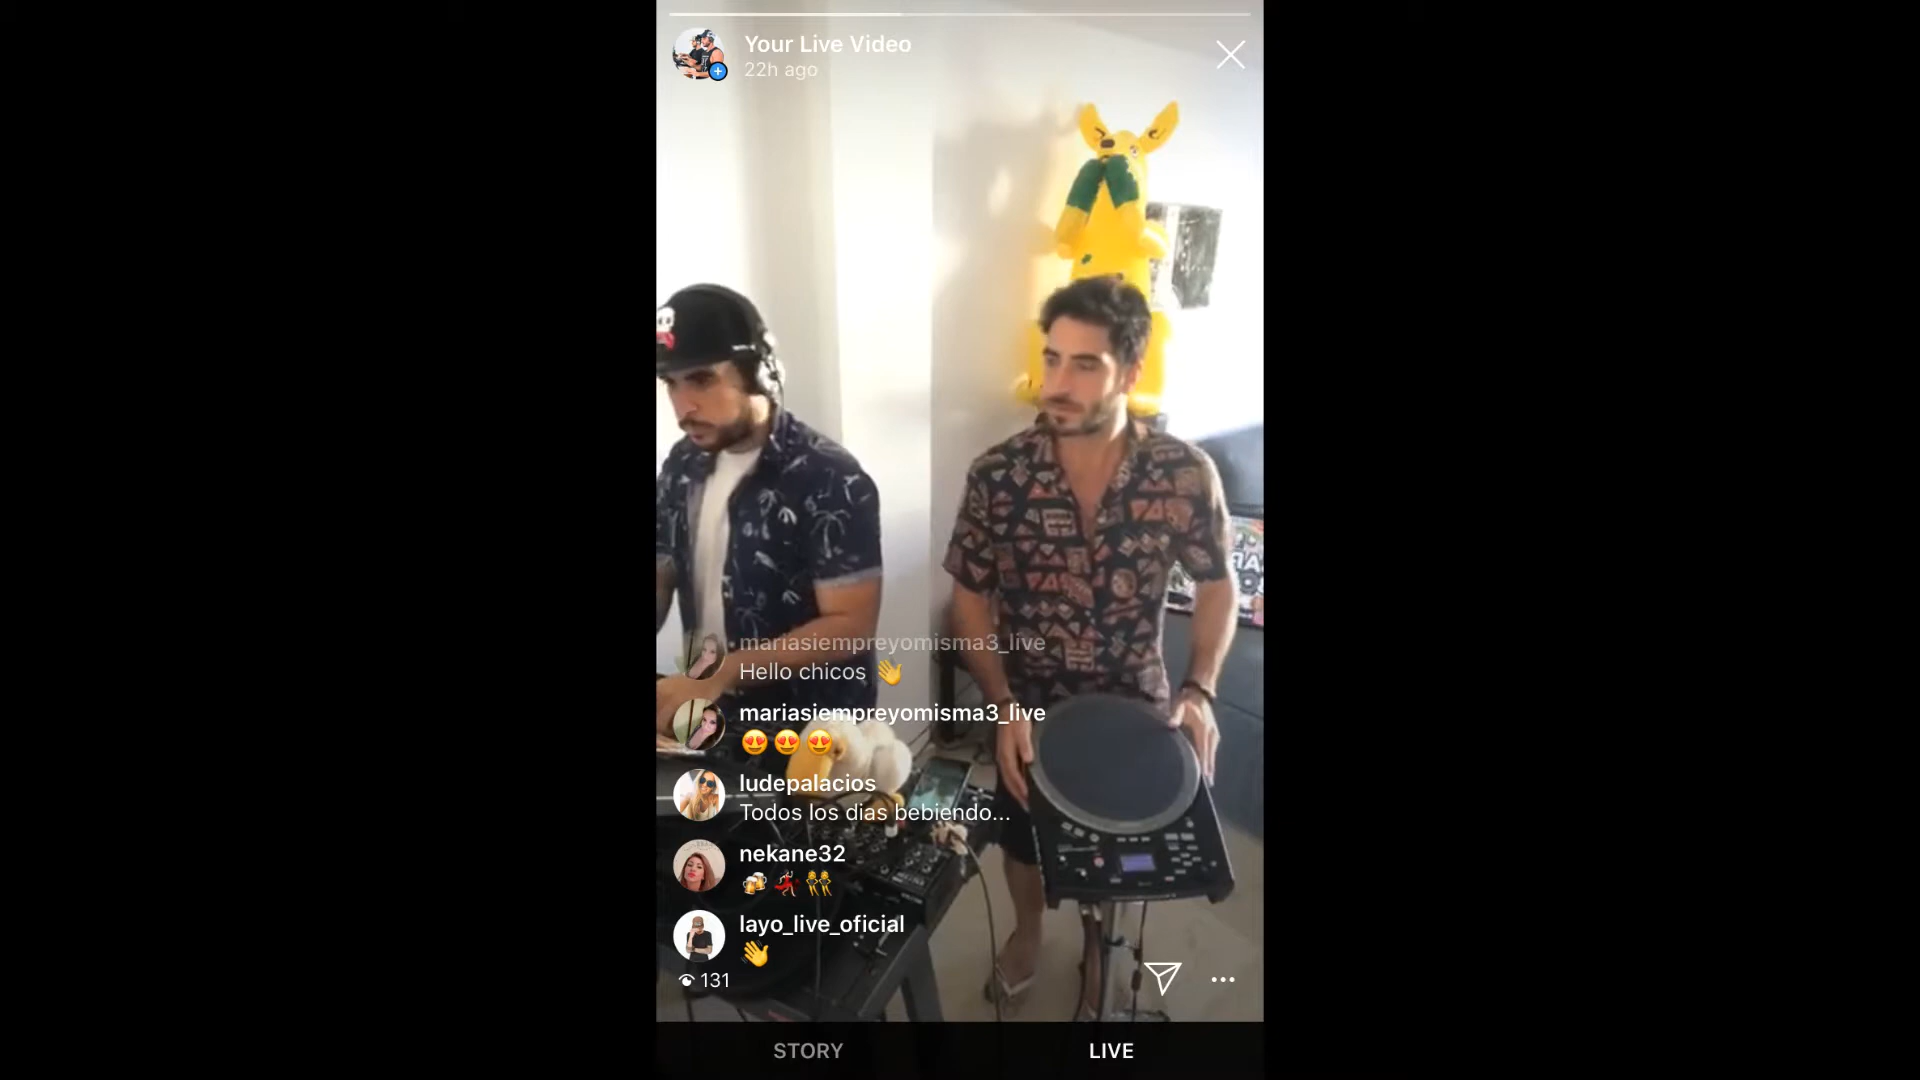 Your Live Video
22h ago
mariasiempreyomisma3_live
Hello chicos 👋
mariasiempreyomisma3_live
😍😍😍
ludepalacios
Todos los dias bebiendo...
nekane32
🍻💃👯
layo_live_oficial
👋
131
STORY
LIVE